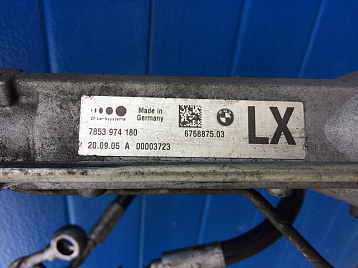 ZF Lenksysteme
Made in
Germany
7853 974 180
6768875.03
LX
20.09.05 A 00003723